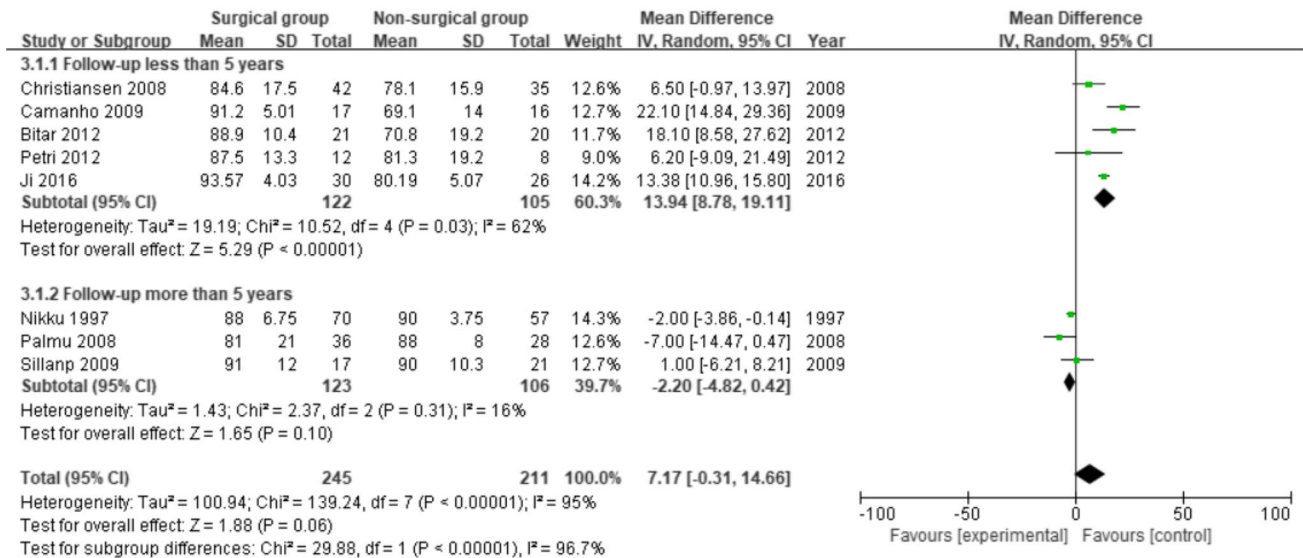 Surgical group Non-surgical group Mean Difference Mean Difference
Study or Subgroup Mean SD Total Mean SD Total Weight IV, Random, 95% CI Year IV, Random, 95% CI
3.1.1 Follow-up less than 5 years
Christiansen 2008 84.6 17.5 42 78.1 15.9 35 12.6% 6.50 [-0.97, 13.97] 2008
Camanho 2009 91.2 5.01 17 69.1 14 16 12.7% 22.10 [14.84, 29.36] 2009
Bitar 2012 88.9 10.4 21 70.8 19.2 20 11.7% 18.10 [8.58, 27.62] 2012
Petri 2012 87.5 13.3 12 81.3 19.2 8 9.0% 6.20 [-9.09, 21.49] 2012
Ji 2016 93.57 4.03 30 80.19 5.07 26 14.2% 13.38 [10.96, 15.80] 2016
Subtotal (95% CI) 122 105 60.3% 13.94 [8.78, 19.11]
Heterogeneity: Tau² = 19.19; Chi² = 10.52, df = 4 (P = 0.03); I² = 62%
Test for overall effect: Z = 5.29 (P < 0.00001)
3.1.2 Follow-up more than 5 years
Nikku 1997 88 6.75 70 90 3.75 57 14.3% -2.00 [-3.86, -0.14] 1997
Palmu 2008 81 21 36 88 8 28 12.6% -7.00 [-14.47, 0.47] 2008
Sillanp 2009 91 12 17 90 10.3 21 12.7% 1.00 [-6.21, 8.21] 2009
Subtotal (95% CI) 123 106 39.7% -2.20 [-4.82, 0.42]
Heterogeneity: Tau² = 1.43; Chi² = 2.37, df = 2 (P = 0.31); I² = 16%
Test for overall effect: Z = 1.65 (P = 0.10)
Total (95% CI) 245 211 100.0% 7.17 [-0.31, 14.66]
Heterogeneity: Tau² = 100.94; Chi² = 139.24, df = 7 (P < 0.00001); I² = 95%
Test for overall effect: Z = 1.88 (P = 0.06)
Test for subgroup differences: Chi² = 29.88, df = 1 (P < 0.00001), I² = 96.7%
-100 -50 0 50 100
Favours [experimental] Favours [control]